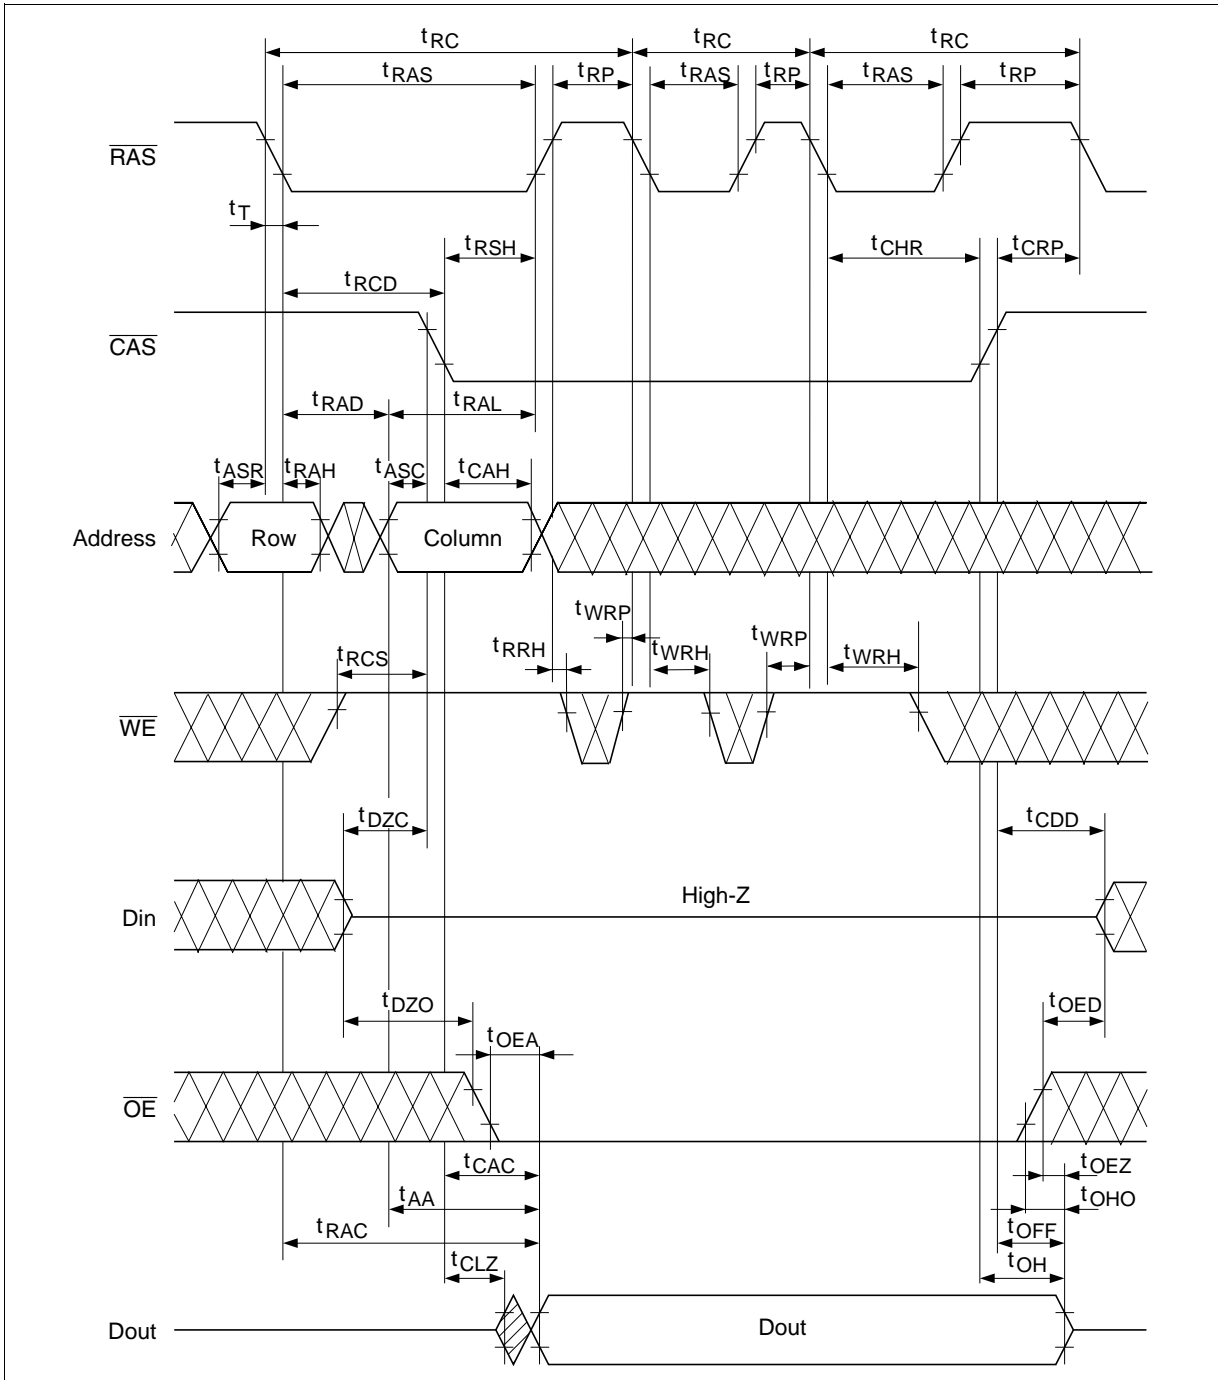 tRC tRC tRC
tRAS tRP tRAS tRP tRAS tRP
RAS
tT
tRSH tCHR tCRP
tRCD
CAS
tRAD tRAL
tASR tRAH tASC tCAH
Address Row Column
tWRP
tRRH tWRH tWRP tWRH
tRCS
WE
tDZC tCDD
High-Z
Din
tDZO tOED
tOEA
OE
tCAC tOEZ
tAA tOHO
tRAC tOFF
tCLZ tOH
Dout Dout